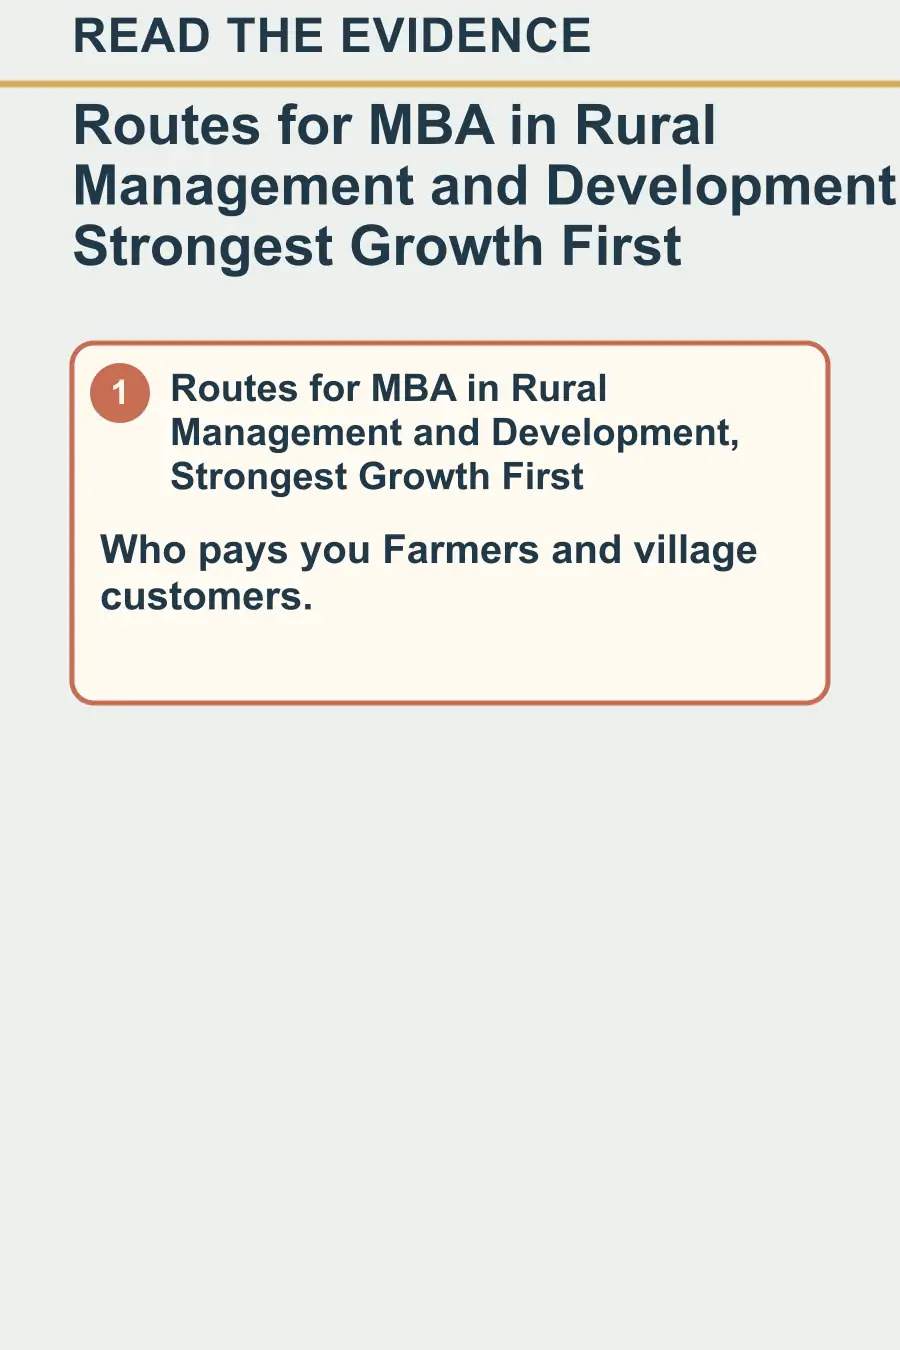 READ THE EVIDENCE
Routes for MBA in Rural
Management and Development
Strongest Growth First
1
Routes for MBA in Rural
Management and Development,
Strongest Growth First
Who pays you Farmers and village
customers.